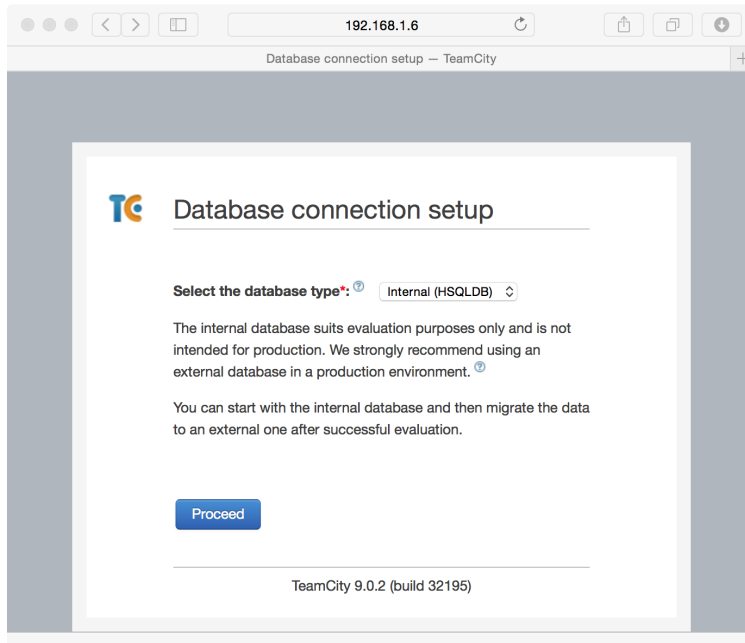 192.168.1.6
Database connection setup — TeamCity
TC
Database connection setup
Select the database type*: ? Internal (HSQLDB)
The internal database suits evaluation purposes only and is not
intended for production. We strongly recommend using an
external database in a production environment. ?
You can start with the internal database and then migrate the data
to an external one after successful evaluation.
Proceed
TeamCity 9.0.2 (build 32195)